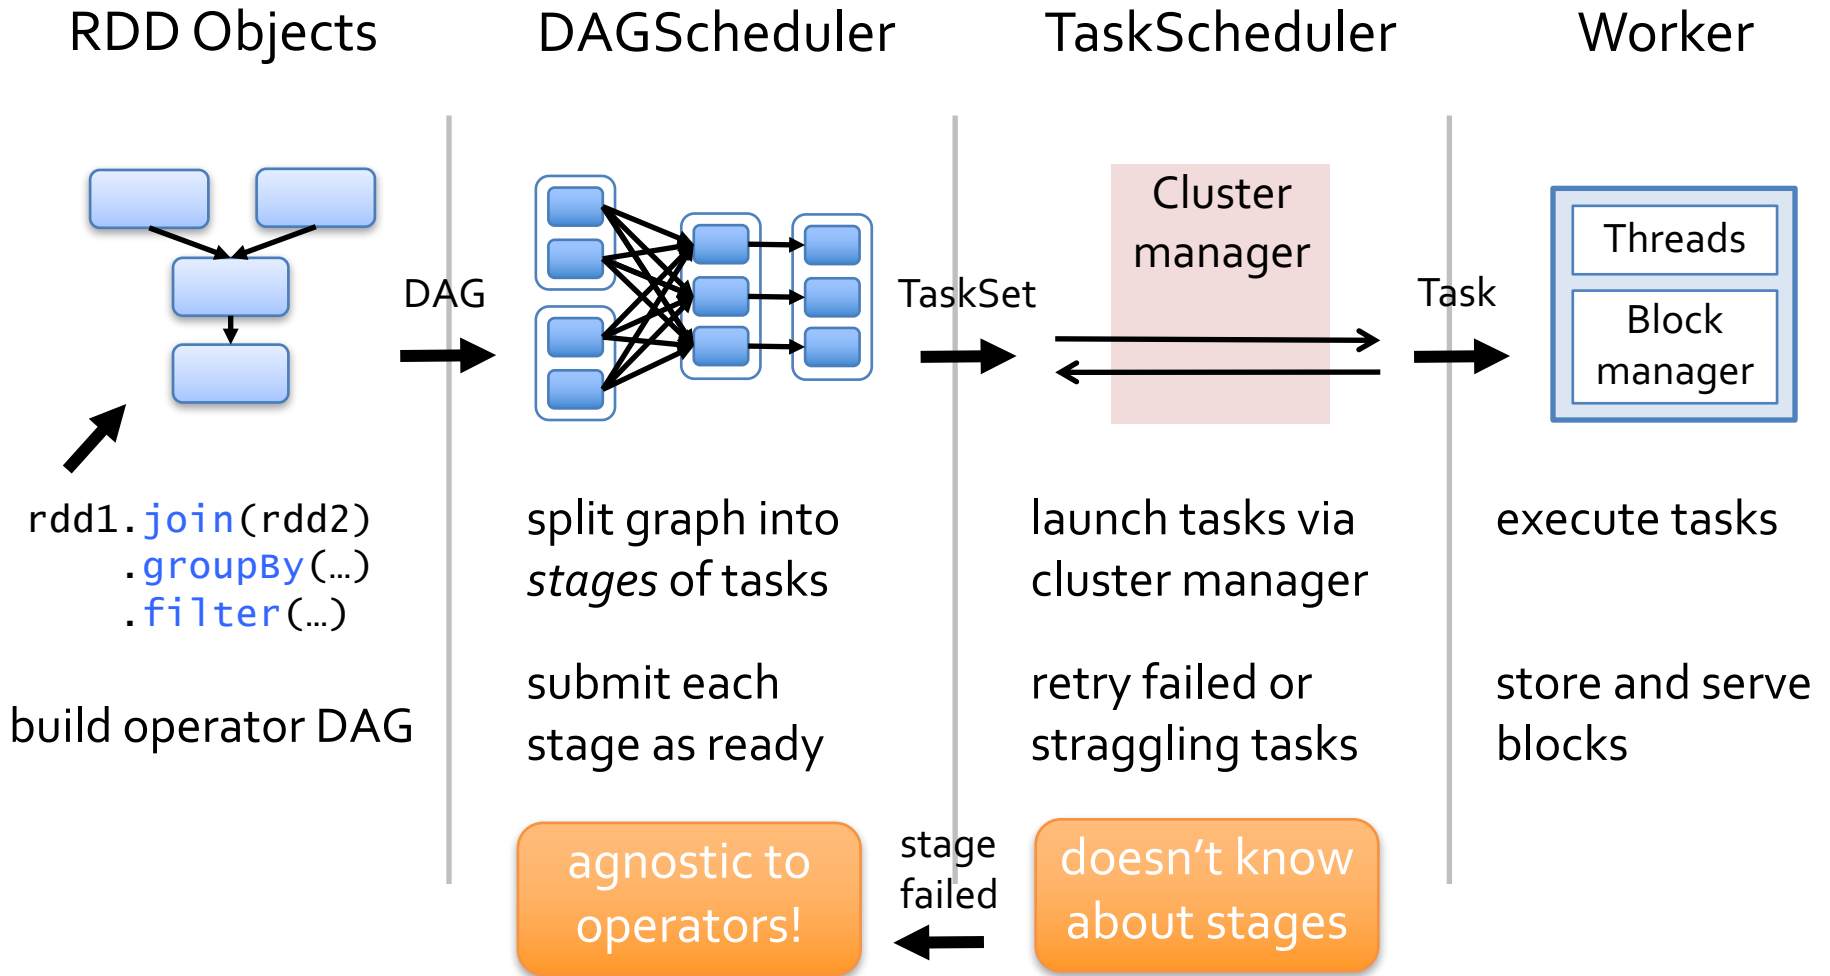 RDD Objects
DAGScheduler
TaskScheduler
Worker
DAG
TaskSet
Cluster
manager
Task
Threads
Block
manager
rdd1.join(rdd2)
.groupBy(…)
.filter(…)
build operator DAG
split graph into
stages of tasks
submit each
stage as ready
agnostic to
operators!
launch tasks via
cluster manager
retry failed or
straggling tasks
stage
failed
doesn’t know
about stages
execute tasks
store and serve
blocks